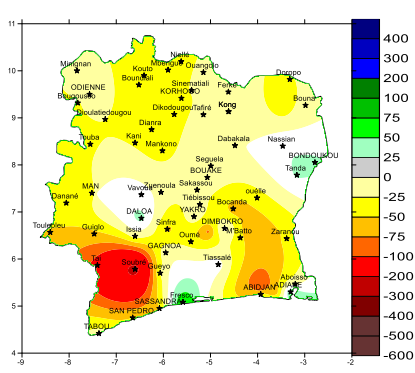 11
10
9
8
7
6
5
4
-9 -8 -7 -6 -5 -4 -3 -2
Niellé
Mingnan
Kouto
Mbengué
Ouangolo
Boundiali
Doropo
ODIENNE
Sinematiali
Ferké
KORHOGO
Bougousso
Bouna
Dioulatiedougou
Dikodougou
Tafiré
Kong
Dianra
Touba
Kani
Mankono
Dabakala
Nassian
BONDOUKOU
Seguela
Tanda
BOUAKE
MAN
Vavoua
Zuenoula
Sakassou
Danané
Tiébissou
ouélle
DALOA
YAKRO
Bocanda
Toulepleu
Guiglo
Issia
Sinfra
DIMBOKRO
Oumé
M'Batto
Zaranou
GAGNOA
Taï
Soubre
Gueyo
Tiassalé
Aboisso
Fresco
ABIDJAN
ADIAKE
SASSANDRA
SAN PEDRO
TABOU
400
300
200
100
75
50
25
0
-25
-50
-75
-100
-200
-300
-400
-500
-600